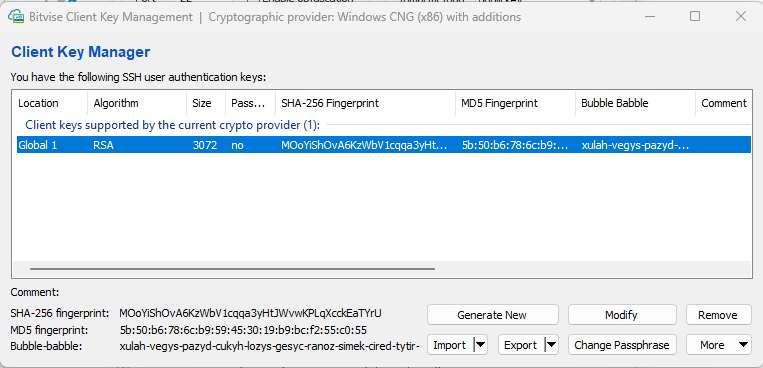 Bitvise Client Key Management | Cryptographic provider: Windows CNG (x86) with additions
Client Key Manager
You have the following SSH user authentication keys:
Location Algorithm Size Pass... SHA-256 Fingerprint MD5 Fingerprint Bubble Babble Comment
Client keys supported by the current crypto provider (1):
Global 1 RSA 3072 no MOoYiShOvA6KzWbV1cqqa3yHt... 5b:50:b6:78:6c:b9:... xulah-vegys-pazyd-...
Comment:
SHA-256 fingerprint: MOoYiShOvA6KzWbV1cqqa3yHtJWvwKPLqXcckEaTYrU
MD5 fingerprint: 5b:50:b6:78:6c:b9:59:45:30:19:b9:bc:f2:55:c0:55
Bubble-babble: xulah-vegys-pazyd-cukyh-lozys-gesyc-ranoz-simek-cired-tytir-
Generate New Modify Remove
Import Export Change Passphrase More